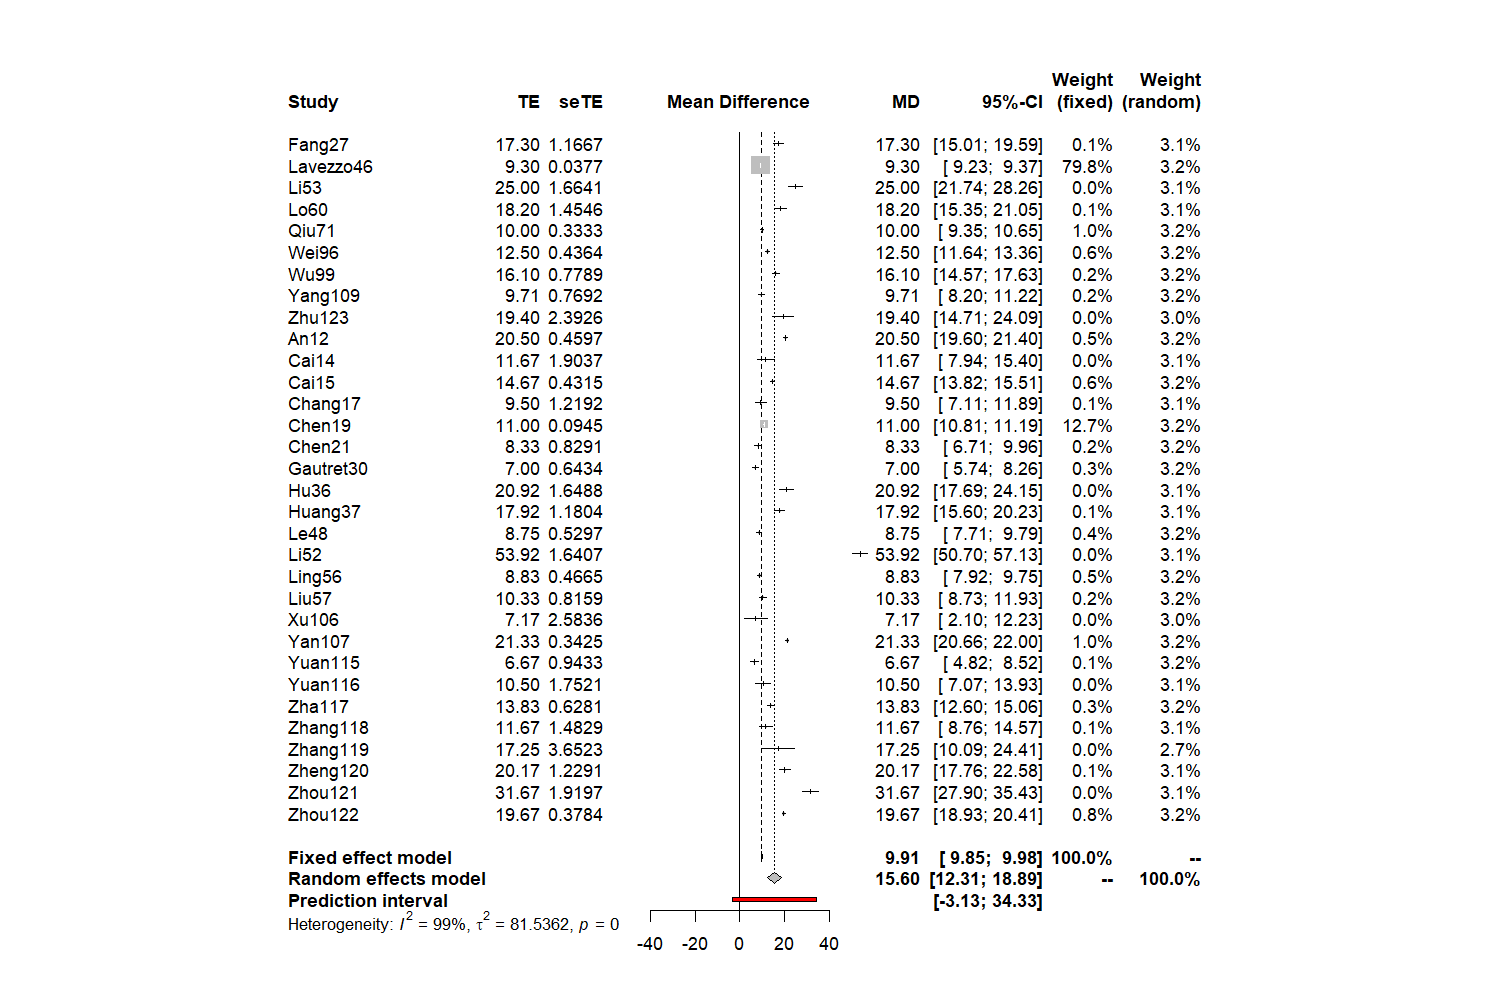 Weight Weight
Study TE seTE Mean Difference MD 95%-CI (fixed) (random)
Fang27 17.30 1.1667 17.30 [15.01; 19.59] 0.1% 3.1%
Lavezzo46 9.30 0.0377 9.30 [ 9.23; 9.37] 79.8% 3.2%
Li53 25.00 1.6641 25.00 [21.74; 28.26] 0.0% 3.1%
Lo60 18.20 1.4546 18.20 [15.35; 21.05] 0.1% 3.1%
Qiu71 10.00 0.3333 10.00 [ 9.35; 10.65] 1.0% 3.2%
Wei96 12.50 0.4364 12.50 [11.64; 13.36] 0.6% 3.2%
Wu99 16.10 0.7789 16.10 [14.57; 17.63] 0.2% 3.2%
Yang109 9.71 0.7692 9.71 [ 8.20; 11.22] 0.2% 3.2%
Zhu123 19.40 2.3926 19.40 [14.71; 24.09] 0.0% 3.0%
An12 20.50 0.4597 20.50 [19.60; 21.40] 0.5% 3.2%
Cai14 11.67 1.9037 11.67 [ 7.94; 15.40] 0.0% 3.1%
Cai15 14.67 0.4315 14.67 [13.82; 15.51] 0.6% 3.2%
Chang17 9.50 1.2192 9.50 [ 7.11; 11.89] 0.1% 3.1%
Chen19 11.00 0.0945 11.00 [10.81; 11.19] 12.7% 3.2%
Chen21 8.33 0.8291 8.33 [ 6.71; 9.96] 0.2% 3.2%
Gautret30 7.00 0.6434 7.00 [ 5.74; 8.26] 0.3% 3.2%
Hu36 20.92 1.6488 20.92 [17.69; 24.15] 0.0% 3.1%
Huang37 17.92 1.1804 17.92 [15.60; 20.23] 0.1% 3.1%
Le48 8.75 0.5297 8.75 [ 7.71; 9.79] 0.4% 3.2%
Li52 53.92 1.6407 53.92 [50.70; 57.13] 0.0% 3.1%
Ling56 8.83 0.4665 8.83 [ 7.92; 9.75] 0.5% 3.2%
Liu57 10.33 0.8159 10.33 [ 8.73; 11.93] 0.2% 3.2%
Xu106 7.17 2.5836 7.17 [ 2.10; 12.23] 0.0% 3.0%
Yan107 21.33 0.3425 21.33 [20.66; 22.00] 1.0% 3.2%
Yuan115 6.67 0.9433 6.67 [ 4.82; 8.52] 0.1% 3.2%
Yuan116 10.50 1.7521 10.50 [ 7.07; 13.93] 0.0% 3.1%
Zha117 13.83 0.6281 13.83 [12.60; 15.06] 0.3% 3.2%
Zhang118 11.67 1.4829 11.67 [ 8.76; 14.57] 0.1% 3.1%
Zhang119 17.25 3.6523 17.25 [10.09; 24.41] 0.0% 2.7%
Zheng120 20.17 1.2291 20.17 [17.76; 22.58] 0.1% 3.1%
Zhou121 31.67 1.9197 31.67 [27.90; 35.43] 0.0% 3.1%
Zhou122 19.67 0.3784 19.67 [18.93; 20.41] 0.8% 3.2%
Fixed effect model 9.91 [ 9.85; 9.98] 100.0% --
Random effects model 15.60 [12.31; 18.89] -- 100.0%
Prediction interval [-3.13; 34.33]
Heterogeneity: I² = 99%, τ² = 81.5362, p = 0
-40 -20 0 20 40